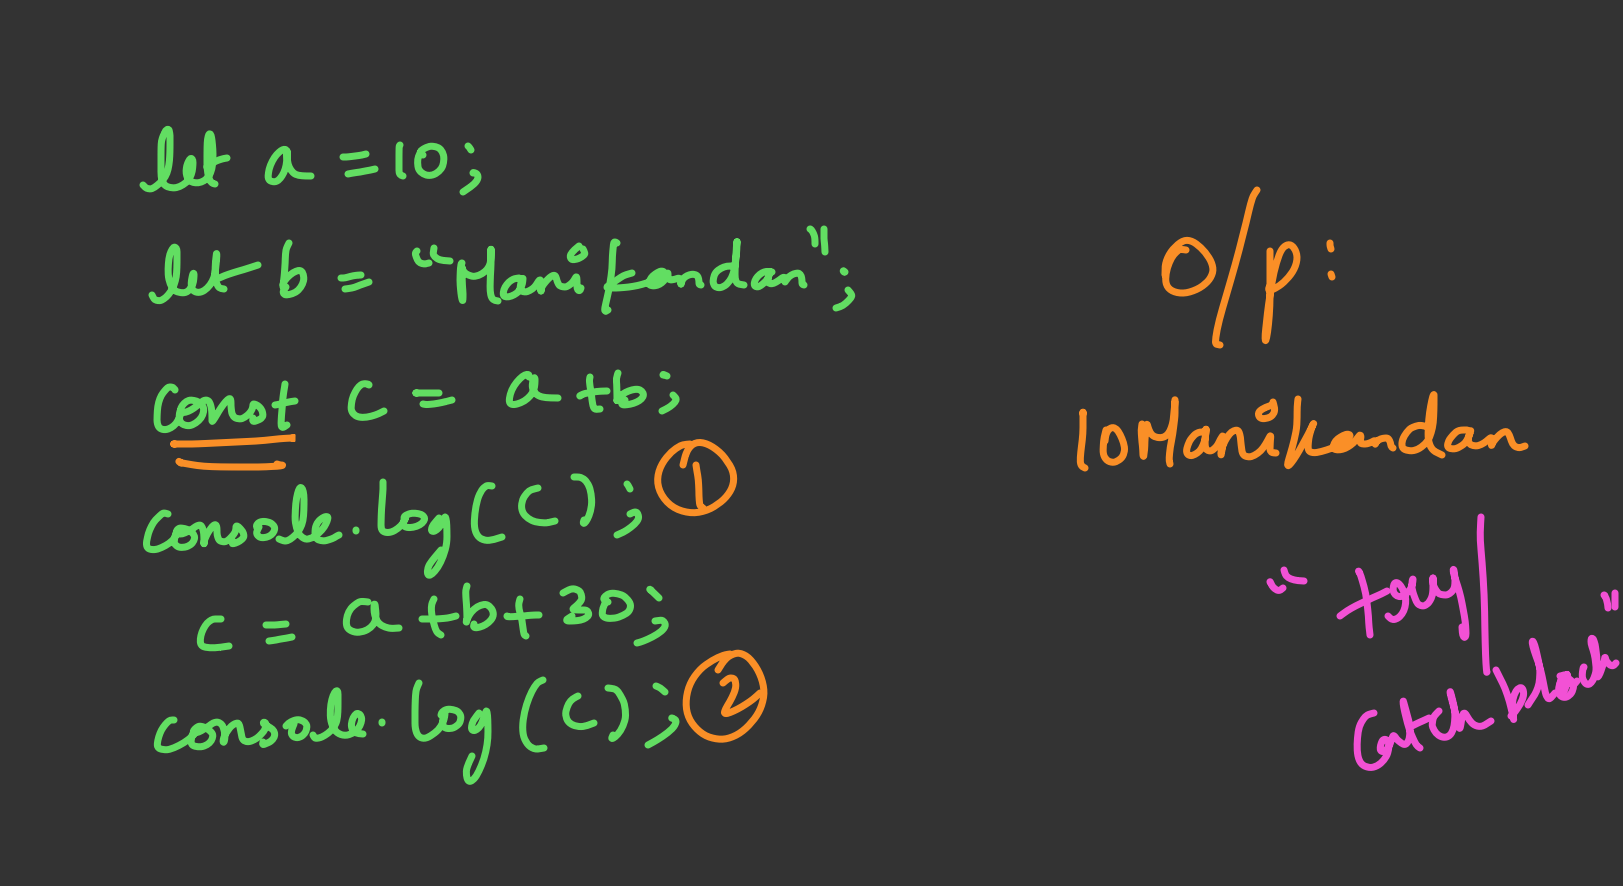 let a = 10;
let b = "Manikandan";
const c = a+b;
console.log(c); 1
c = a+b+30;
console.log(c); 2
O/p:
10Manikandan
"try/
catch block"